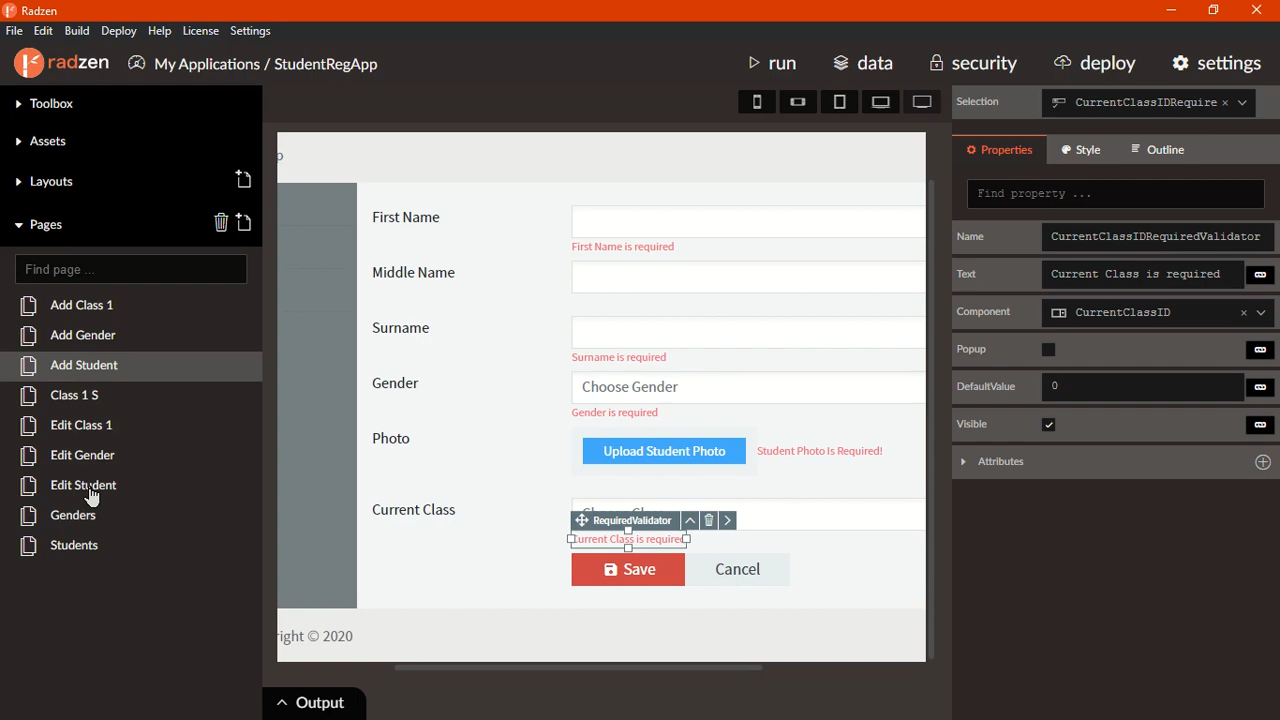 Radzen
File Edit Build Deploy Help License Settings
radzen My Applications / StudentRegApp run data security deploy settings
Toolbox
Assets
Layouts
Pages
Find page ...
Add Class 1
Add Gender
Add Student
Class 1 S
Edit Class 1
Edit Gender
Edit Student
Genders
Students
p
First Name
First Name is required
Middle Name
Surname
Surname is required
Gender
Choose Gender
Gender is required
Photo
Upload Student Photo
Student Photo Is Required!
Current Class
RequiredValidator
Current Class is required
Save
Cancel
right © 2020
Output
Selection CurrentClassIDRequire
Properties Style Outline
Find property ...
Name CurrentClassIDRequiredValidator
Text Current Class is required
Component CurrentClassID
Popup
DefaultValue 0
Visible
Attributes